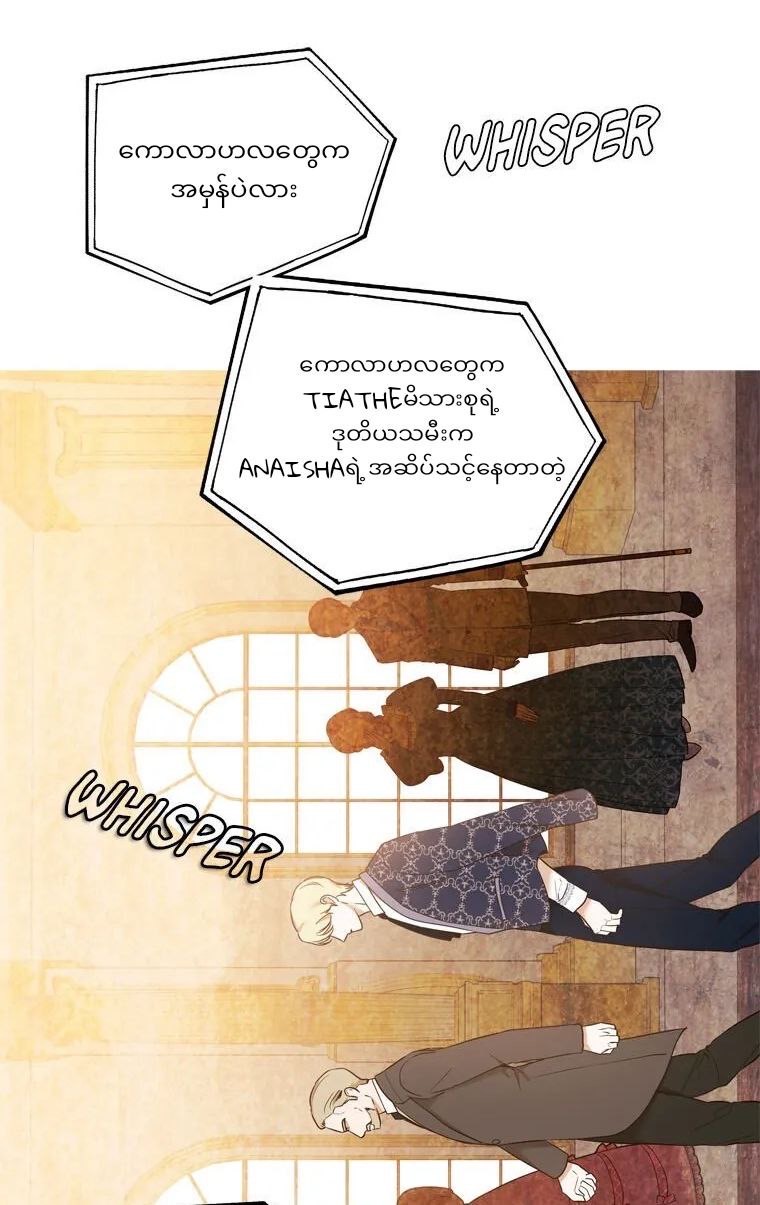 ကောလာဟလတွေက
အမှန်ပဲလား
WHISPER
ကောလာဟလတွေက
TIATHEမိသားစုရဲ့
ဒုတိယသမီးက
ANAISHAရဲ့ အဆိပ်သင့်နေတာတဲ့
WHISPER